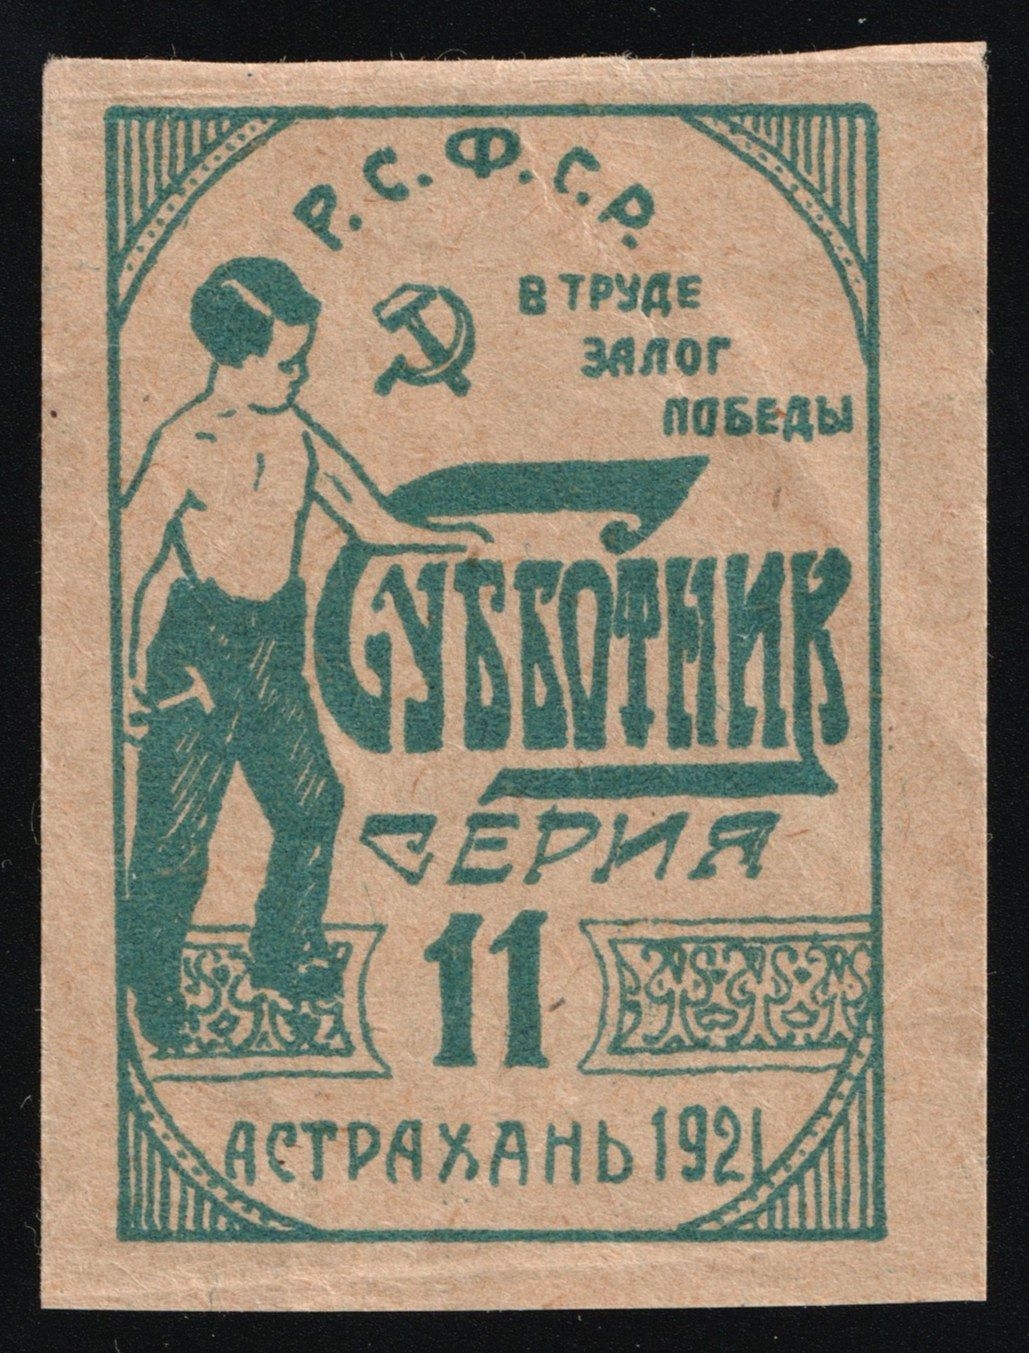 Р.С.Ф.С.Р.
В ТРУДЕ
ЗАЛОГ
ПОБЕДЫ
СУББОТНИК
СЕРИЯ
11
АСТРАХАНЬ 1921